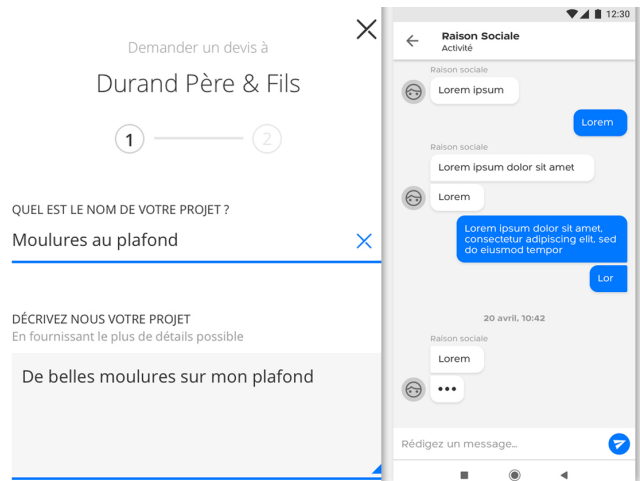 Demander un devis à
Durand Père & Fils
1
2
QUEL EST LE NOM DE VOTRE PROJET ?
Moulures au plafond
DÉCRIVEZ NOUS VOTRE PROJET
En fournissant le plus de détails possible
De belles moulures sur mon plafond
12:30
Raison Sociale
Activité
Raison sociale
Lorem ipsum
Lorem
Raison sociale
Lorem ipsum dolor sit amet
Lorem
Lorem ipsum dolor sit amet,
consectetur adipiscing elit, sed
do eiusmod tempor
Lor
20 avril, 10:42
Raison sociale
Lorem
Rédigez un message...